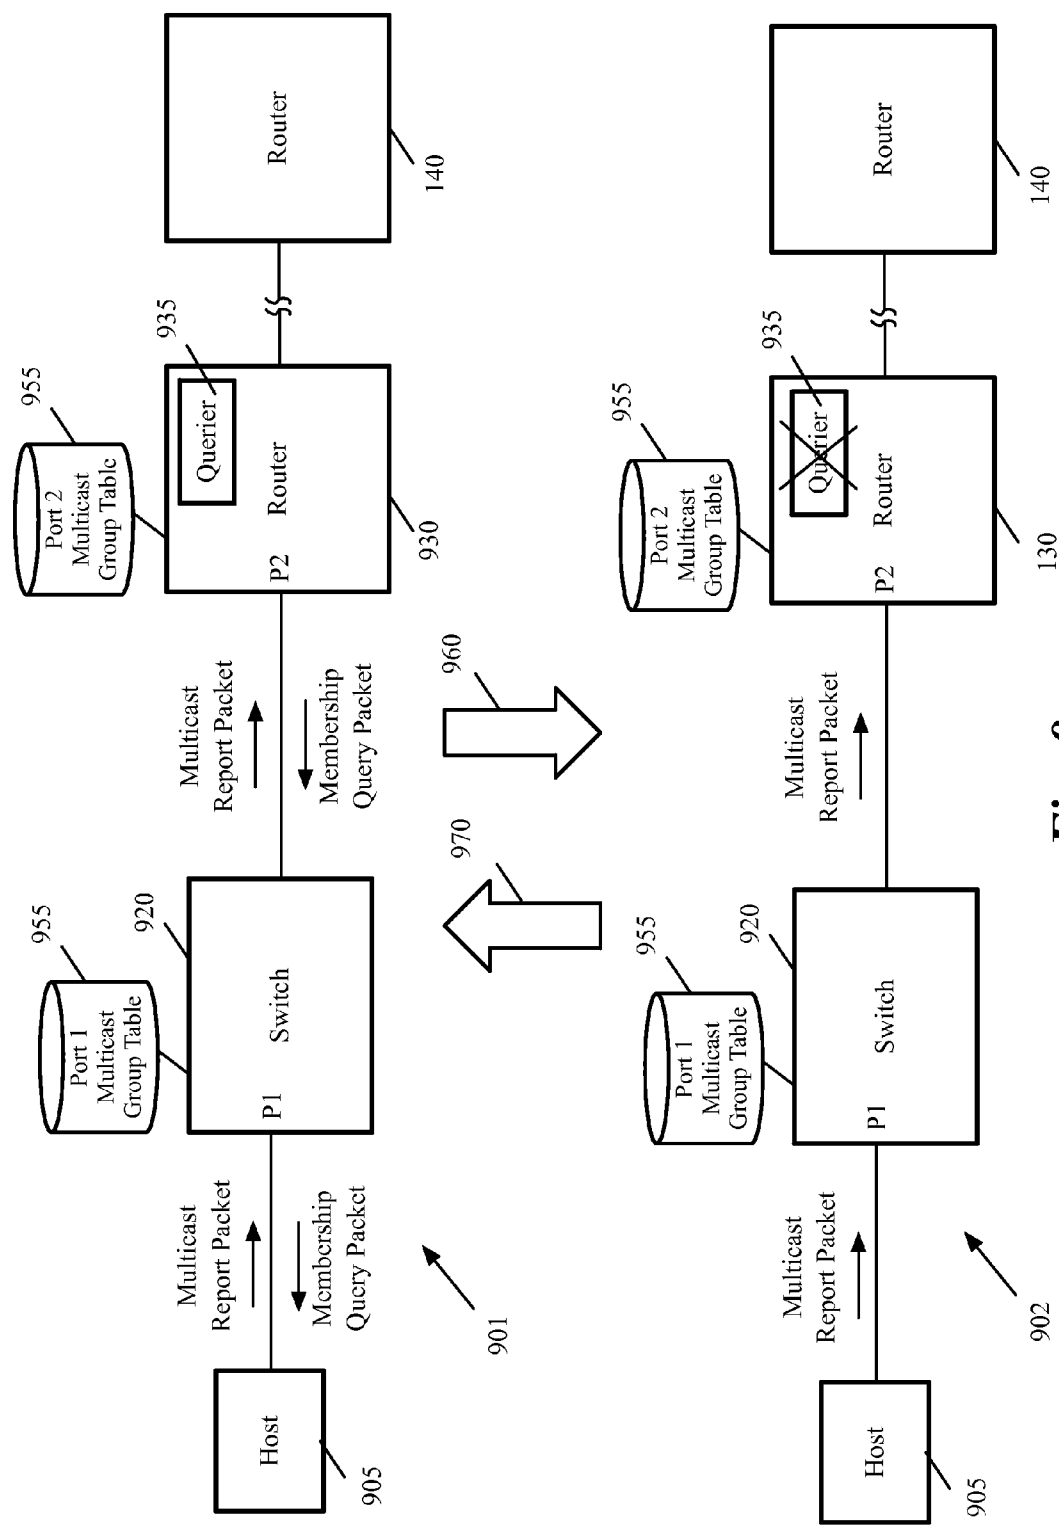 955
Port 1
Multicast
Group Table
955
Port 2
Multicast
Group Table
920
935
Multicast
Report Packet
Multicast
Report Packet
Querier
Host
P1
Switch
P2
Router
Router
Membership
Query Packet
Membership
Query Packet
905
930
140
901
970
960
955
Port 1
Multicast
Group Table
955
Port 2
Multicast
Group Table
920
935
Multicast
Report Packet
Multicast
Report Packet
Querier
Host
P1
Switch
P2
Router
Router
905
902
130
140